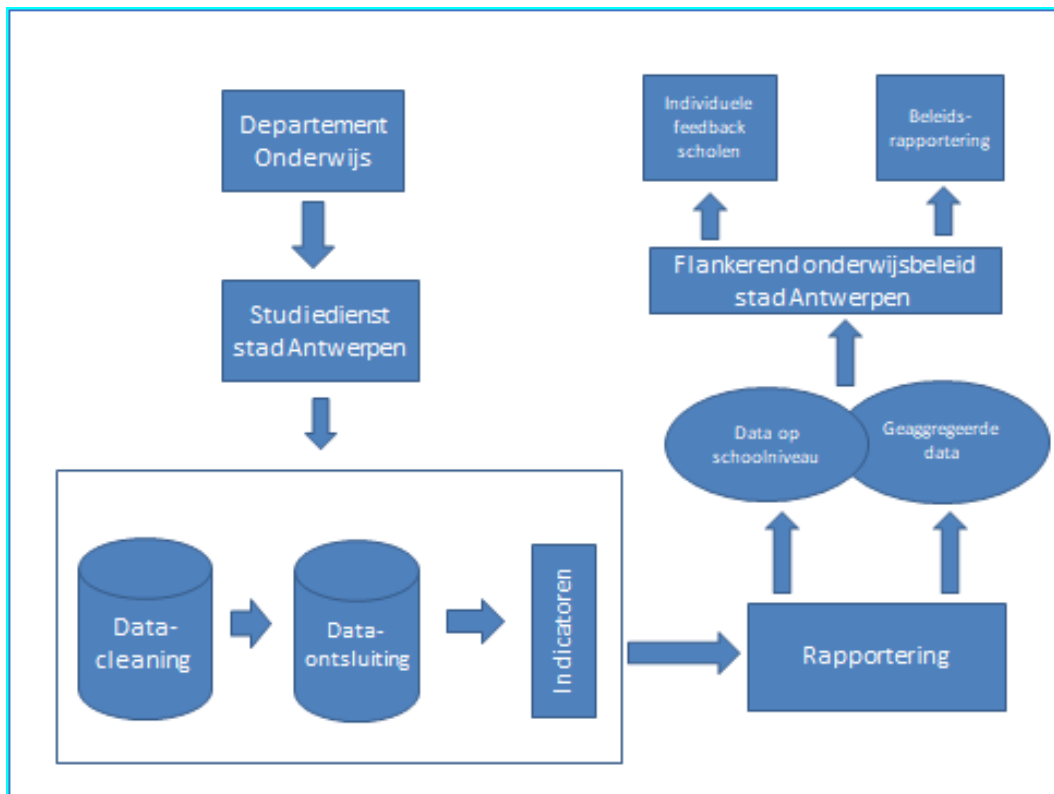 Departement
Onderwijs
Studiedienst
stad Antwerpen
Data-
cleaning
Data-
ontsluiting
Indicatoren
Rapportering
Data op
schoolniveau
Geaggregeerde
data
Flankerend onderwijsbeleid
stad Antwerpen
Individuele
feedback
scholen
Beleids-
rapportering